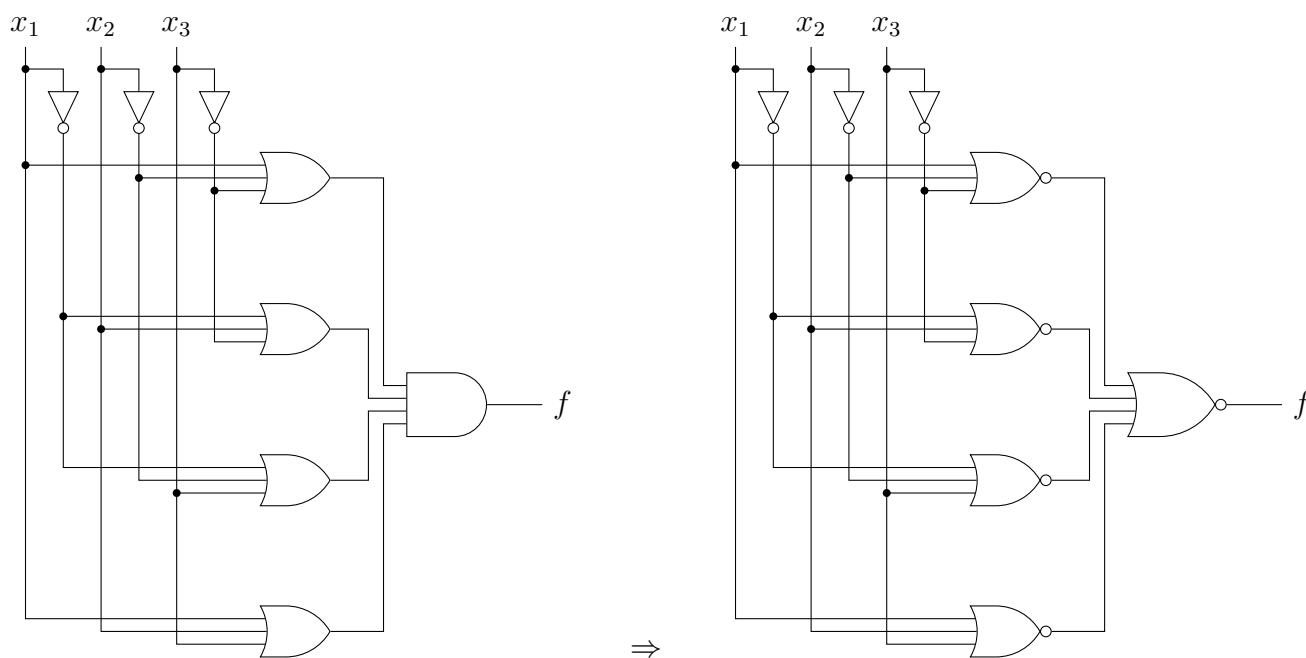 x₁ x₂ x₃ x₁ x₂ x₃
f f
⇒